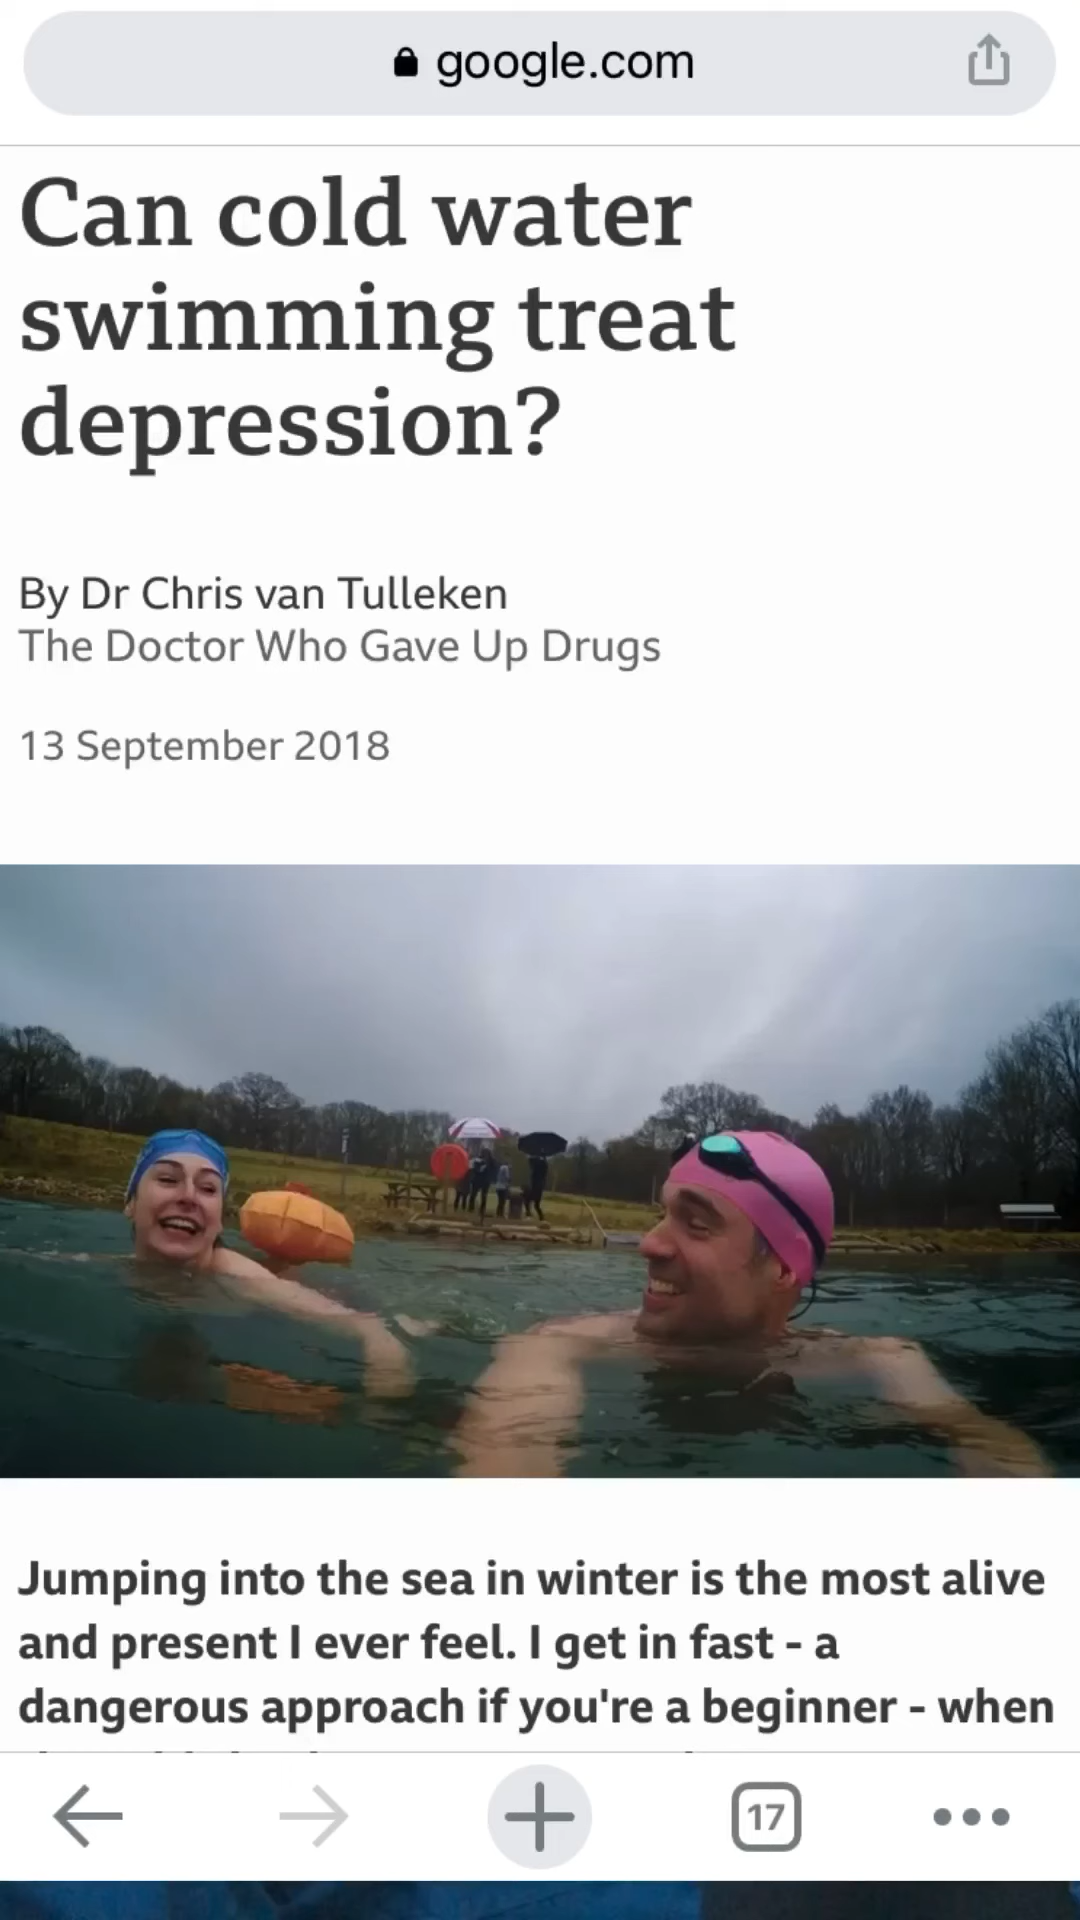 google.com
Can cold water
swimming treat
depression?
By Dr Chris van Tulleken
The Doctor Who Gave Up Drugs
13 September 2018
Jumping into the sea in winter is the most alive
and present I ever feel. I get in fast - a
dangerous approach if you're a beginner - when
17